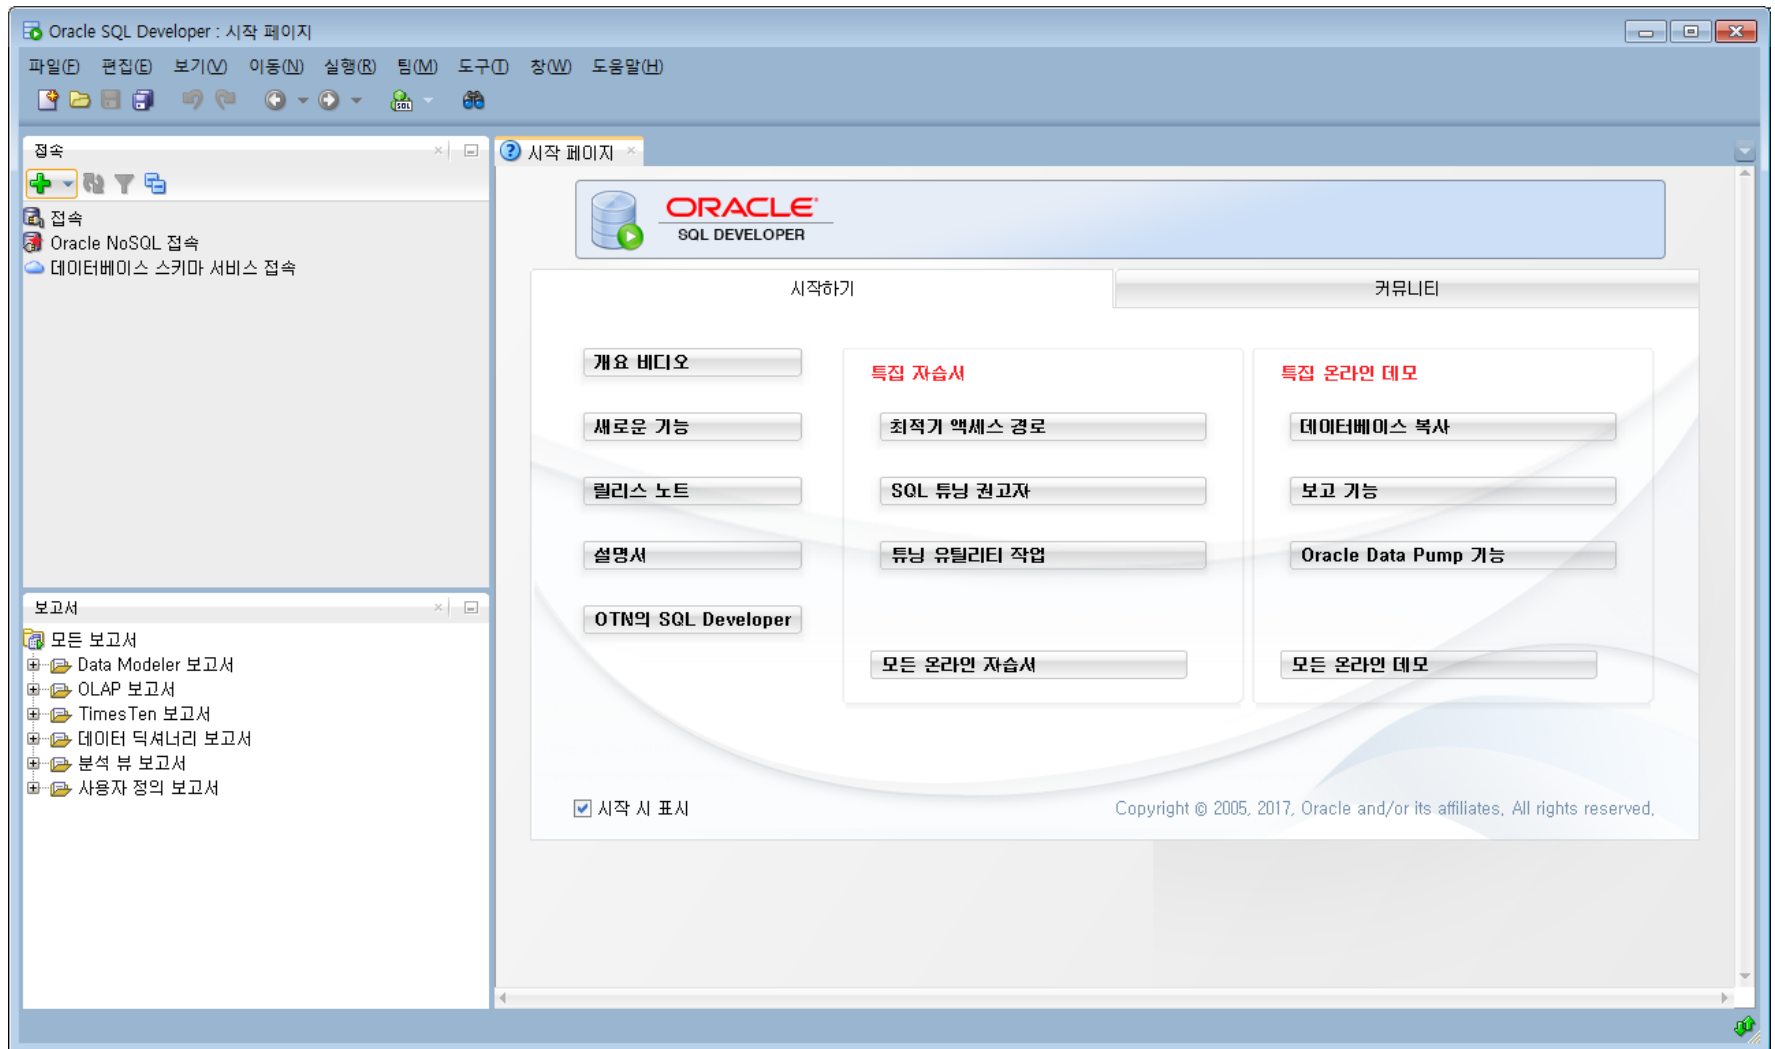 Oracle SQL Developer : 시작 페이지
파일(F) 편집(E) 보기(V) 이동(N) 실행(R) 팀(M) 도구(T) 창(W) 도움말(H)
SQL
접속
접속
Oracle NoSQL 접속
데이터베이스 스키마 서비스 접속
보고서
모든 보고서
Data Modeler 보고서
OLAP 보고서
TimesTen 보고서
데이터 딕셔너리 보고서
분석 뷰 보고서
사용자 정의 보고서
시작 페이지
ORACLE
SQL DEVELOPER
시작하기
커뮤니티
개요 비디오
새로운 기능
릴리스 노트
설명서
OTN의 SQL Developer
특집 자습서
최적기 액세스 경로
SQL 튜닝 권고자
튜닝 유틸리티 작업
모든 온라인 자습서
특집 온라인 데모
데이터베이스 복사
보고 기능
Oracle Data Pump 기능
모든 온라인 데모
시작 시 표시
Copyright © 2005, 2017, Oracle and/or its affiliates. All rights reserved.